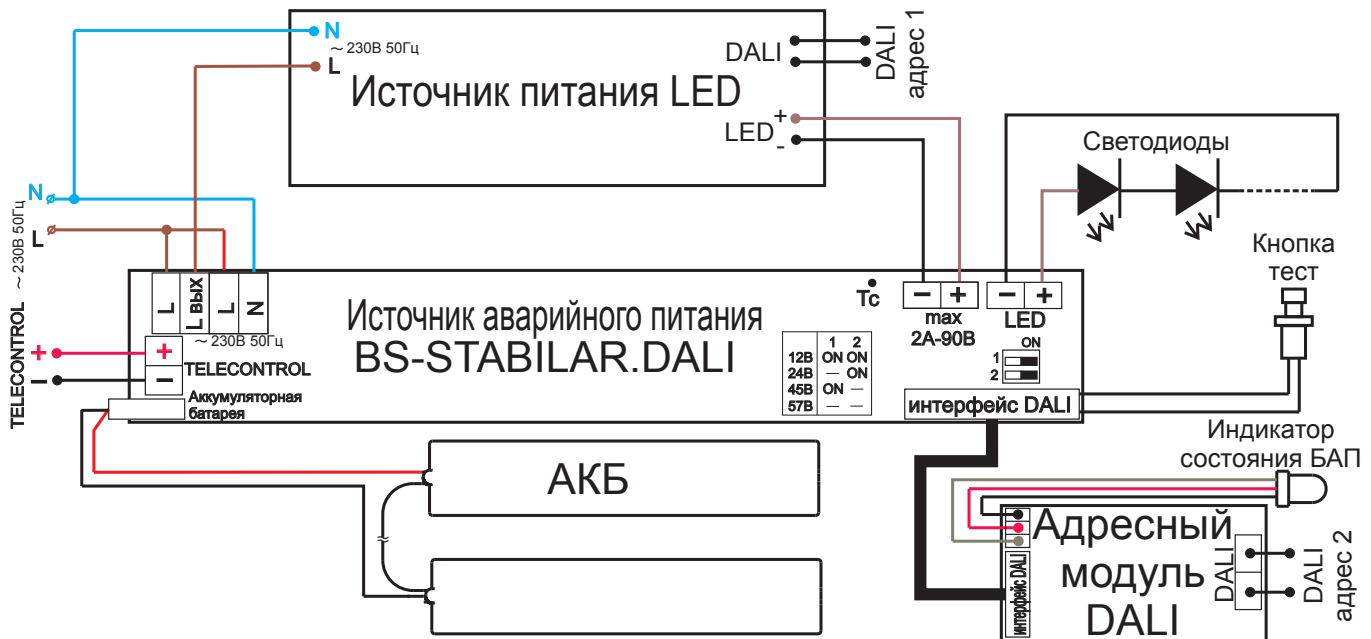 N
~ 230В 50Гц
L
Источник питания LED
DALI
DALI
адрес 1
LED
+
-
Светодиоды
N
L
~ 230В 50Гц
Кнопка
тест
L
L вых
L
N
~ 230В 50Гц
Источник аварийного питания
BS-STABILAR.DALI
Tc
− +
max
2А-90В
− +
LED
ON
1
2
1 2
12В ON ON
24В — ON
45В ON —
57В — —
TELECONTROL
+
−
+
−
TELECONTROL
Аккумуляторная
батарея
интерфейс DALI
Индикатор
состояния БАП
АКБ
Адресный
модуль
DALI
интерфейс DALI
DALI
DALI
адрес 2